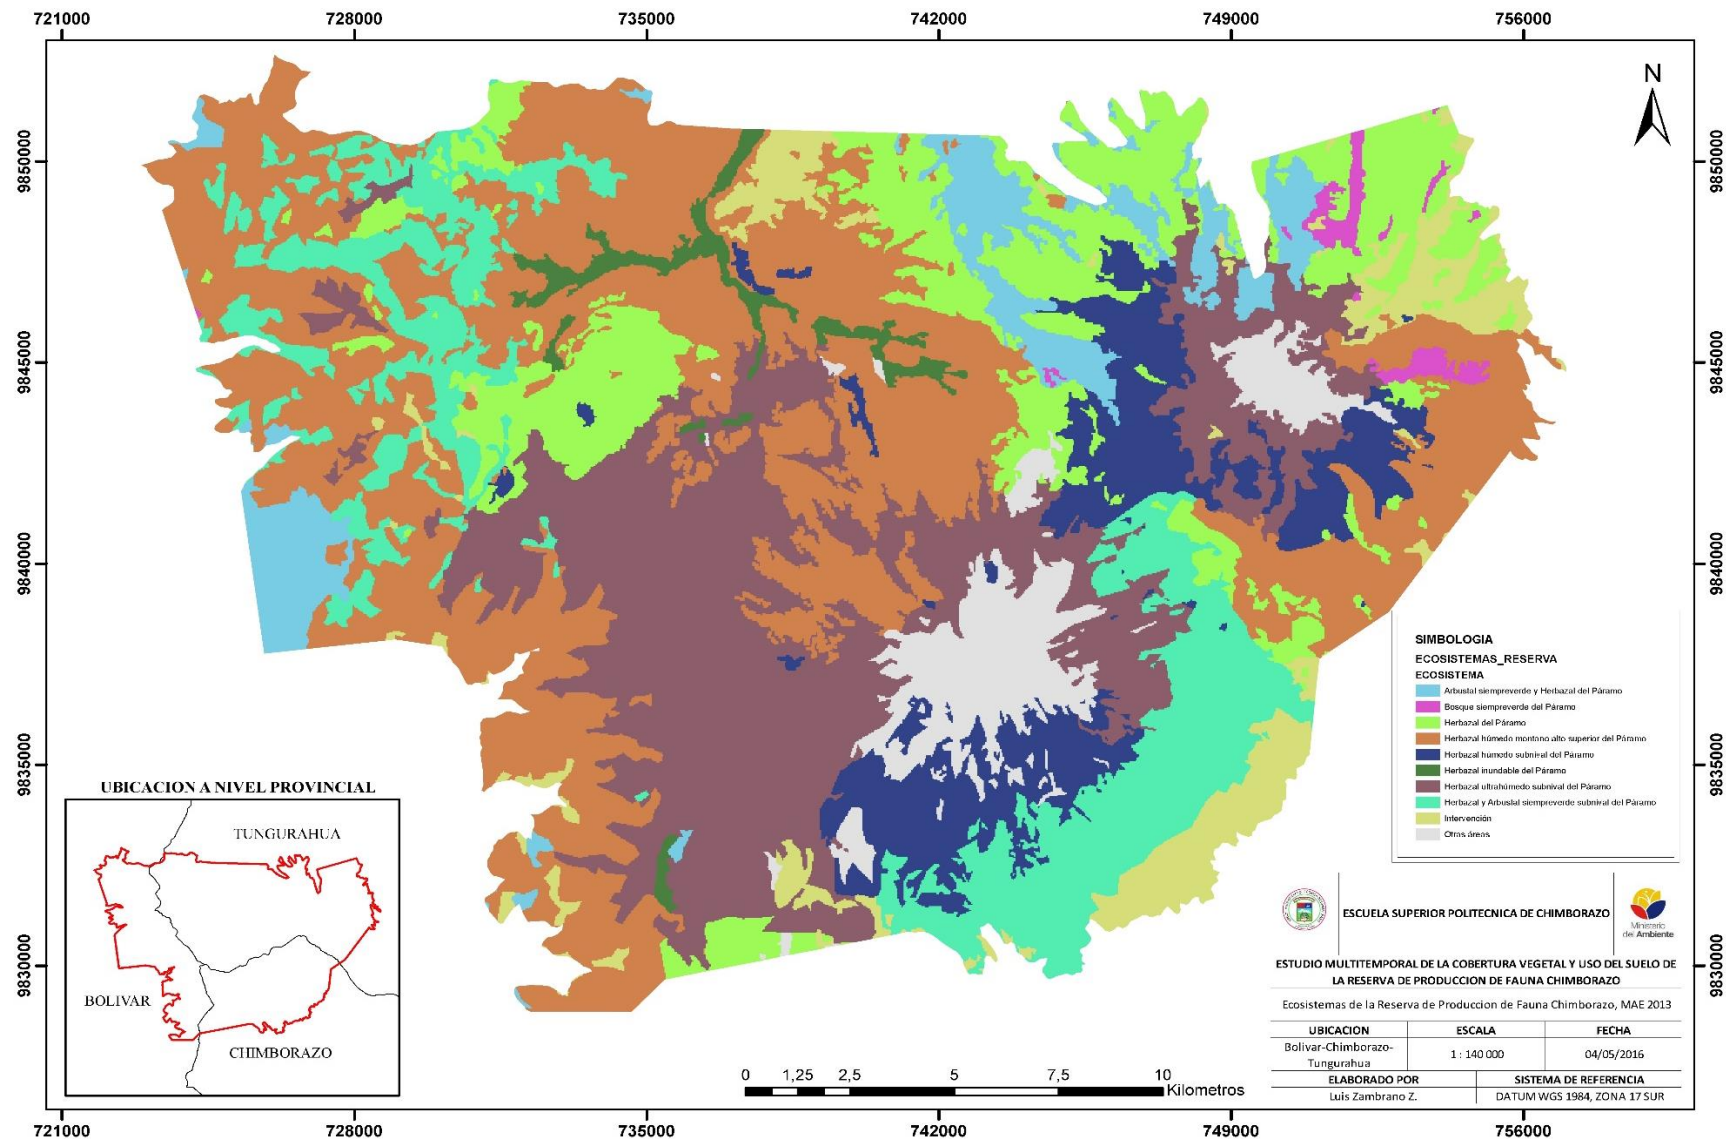 721000 728000 735000 742000 749000 756000
N
9850000 9850000
9845000 9845000
9840000 9840000
9835000 9835000
9830000 9830000
SIMBOLOGIA
ECOSISTEMAS_RESERVA
ECOSISTEMA
Arbustal siempreverde y Herbazal del Páramo
Bosque siempreverde del Páramo
Herbazal del Páramo
Herbazal húmedo montano alto superior del Páramo
Herbazal húmedo subnival del Páramo
Herbazal inundable del Páramo
Herbazal ultrahúmedo subnival del Páramo
Herbazal y Arbustal siempreverde subnival del Páramo
Intervención
Otras áreas
UBICACION A NIVEL PROVINCIAL
TUNGURAHUA
BOLIVAR
CHIMBORAZO
ESCUELA SUPERIOR POLITECNICA DE CHIMBORAZO
Ministerio
del Ambiente
ESTUDIO MULTITEMPORAL DE LA COBERTURA VEGETAL Y USO DEL SUELO DE
LA RESERVA DE PRODUCCION DE FAUNA CHIMBORAZO
Ecosistemas de la Reserva de Produccion de Fauna Chimborazo, MAE 2013
UBICACION ESCALA FECHA
Bolivar-Chimborazo-
Tungurahua
1 : 140 000 04/05/2016
ELABORADO POR SISTEMA DE REFERENCIA
Luis Zambrano Z. DATUM WGS 1984, ZONA 17 SUR
0 1,25 2,5 5 7,5 10
Kilometros
721000 728000 735000 742000 749000 756000